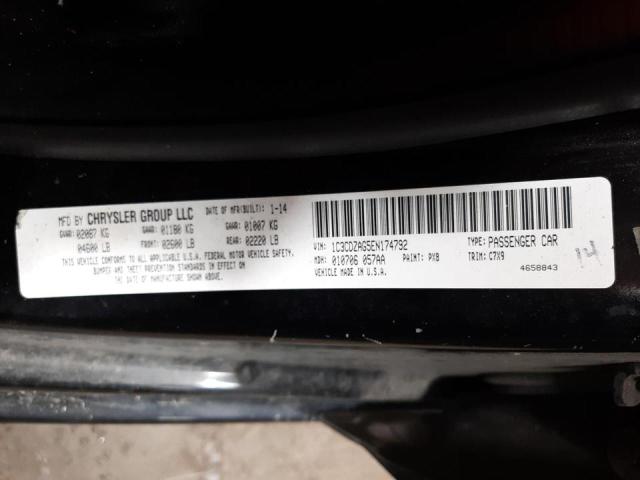 MFD BY CHRYSLER GROUP LLC DATE OF MFR(BUILT): 1-14
GVWR: 02087 KG GAWR: 01180 KG GAWR: 01007 KG
04600 LB FRONT: 02600 LB REAR: 02220 LB
THIS VEHICLE CONFORMS TO ALL APPLICABLE U.S.A. FEDERAL MOTOR VEHICLE SAFETY,
BUMPER AND THEFT PREVENTION STANDARDS IN EFFECT ON
THE DATE OF MANUFACTURE SHOWN ABOVE.
VIN: 1C3CDZAG5EN174792 TYPE: PASSENGER CAR
MDH: 010706 057AA PAINT: PXB TRIM: C7X9
VEHICLE MADE IN U.S.A. 4658843
14